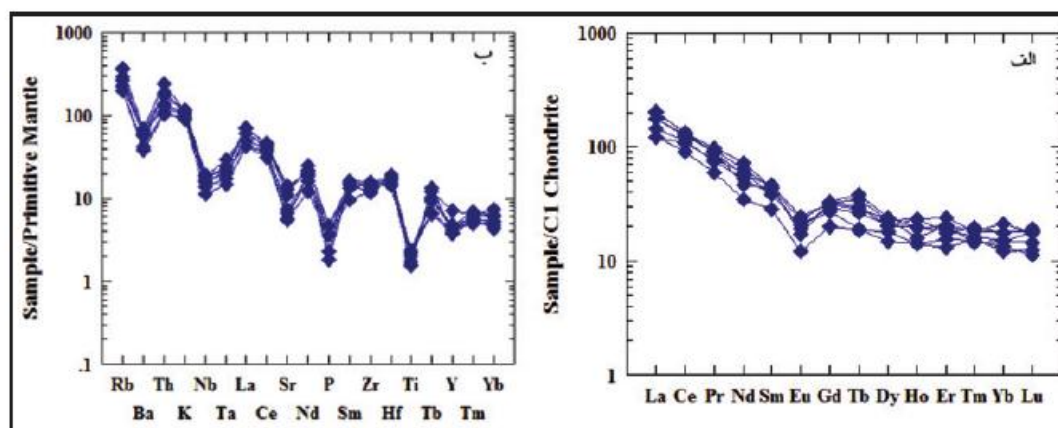 ب
Sample/Primitive Mantle
1000
100
10
1
.1
Rb Th Nb La Sr P Zr Ti Y Yb
Ba K Ta Ce Nd Sm Hf Tb Tm
الف
Sample/C1 Chondrite
1000
100
10
1
La Ce Pr Nd Sm Eu Gd Tb Dy Ho Er Tm Yb Lu